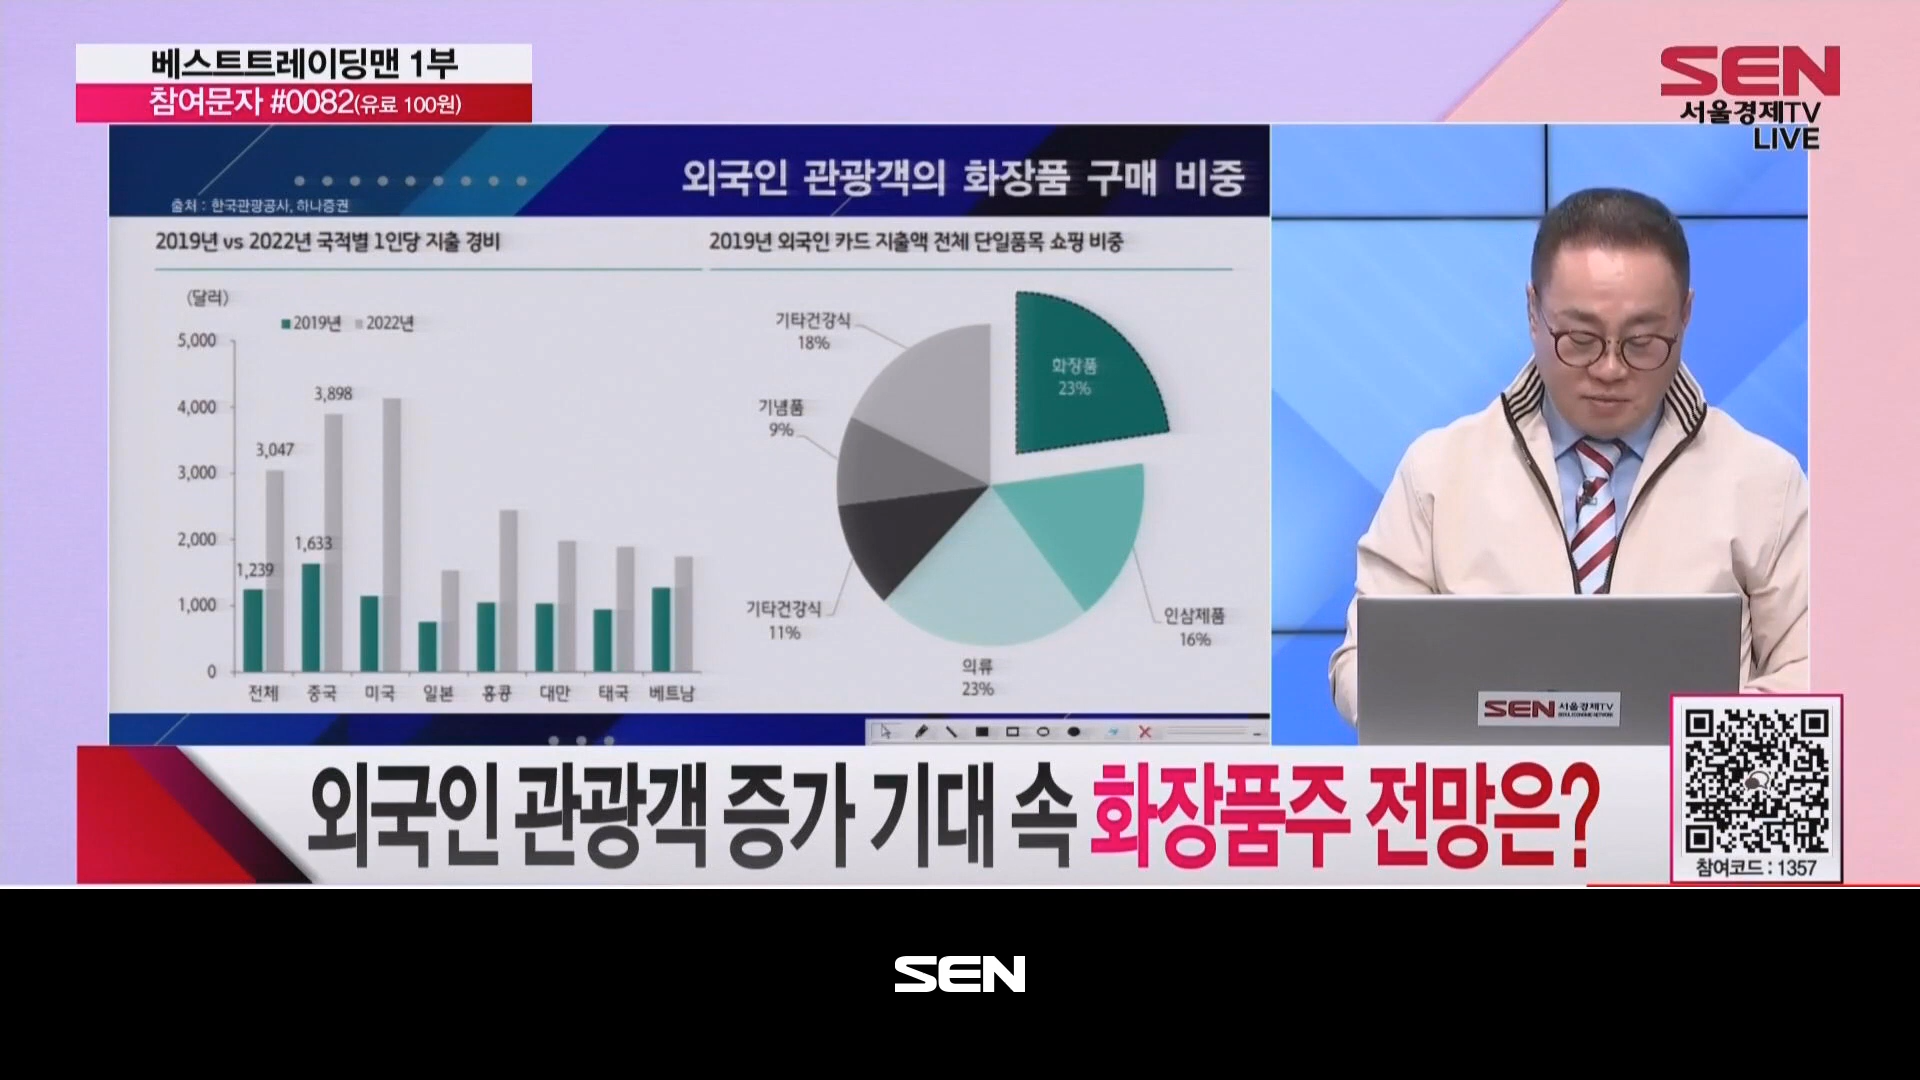 베스트트레이딩맨 1부
참여문자 #0082(유료 100원)
SEN
서울경제TV
LIVE
외국인 관광객의 화장품 구매 비중
출처 : 한국관광공사, 하나증권
2019년 vs 2022년 국적별 1인당 지출 경비
(달러)
2019년 2022년
5,000
4,000
3,000
2,000
1,000
0
1,239
3,047
1,633
3,898
전체 중국 미국 일본 홍콩 대만 태국 베트남
2019년 외국인 카드 지출액 전체 단일품목 쇼핑 비중
기타건강식
18%
화장품
23%
기념품
9%
기타건강식
11%
인삼제품
16%
의류
23%
SEN 서울경제TV
외국인 관광객 증가 기대 속 화장품주 전망은?
참여코드 : 1357
SEN